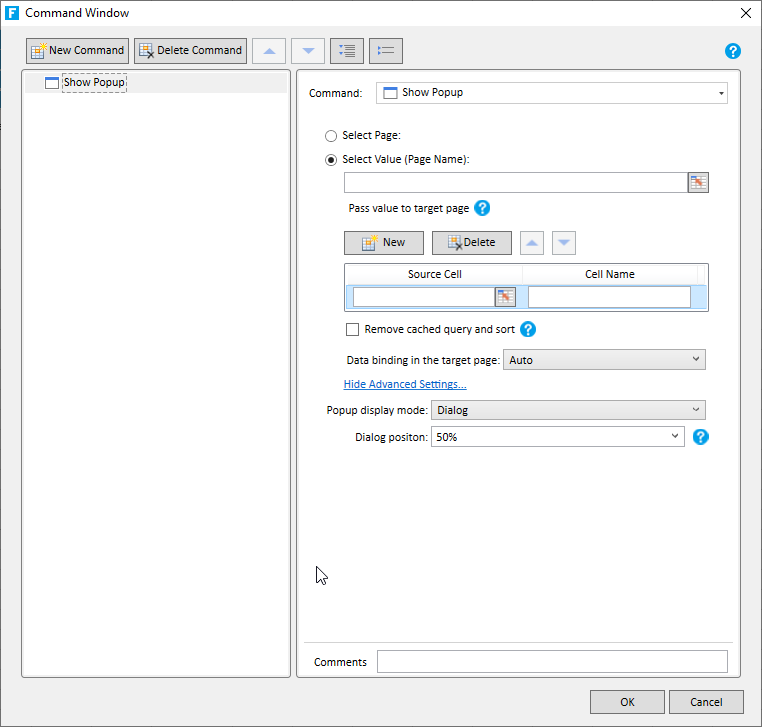 F Command Window
New Command Delete Command ?
Show Popup
Command: Show Popup
Select Page:
Select Value (Page Name):
Pass value to target page ?
New Delete
Source Cell Cell Name
Remove cached query and sort ?
Data binding in the target page: Auto
Hide Advanced Settings...
Popup display mode: Dialog
Dialog positon: 50% ?
Comments
OK Cancel